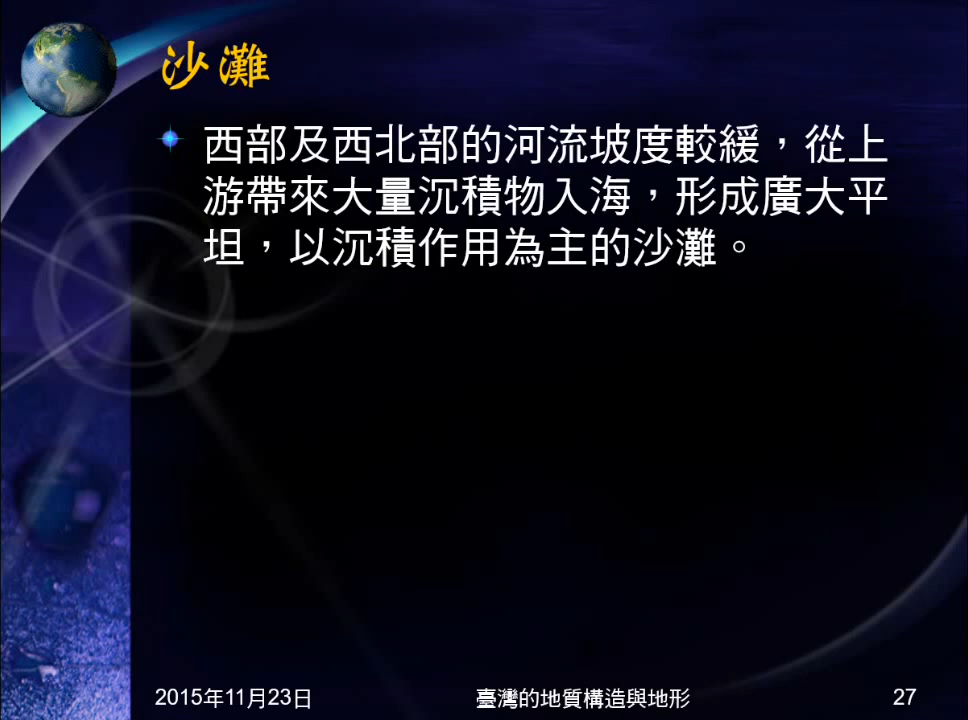 沙灘
西部及西北部的河流坡度較緩，從上
游帶來大量沉積物入海，形成廣大平
坦，以沉積作用為主的沙灘。
2015年11月23日
臺灣的地質構造與地形
27